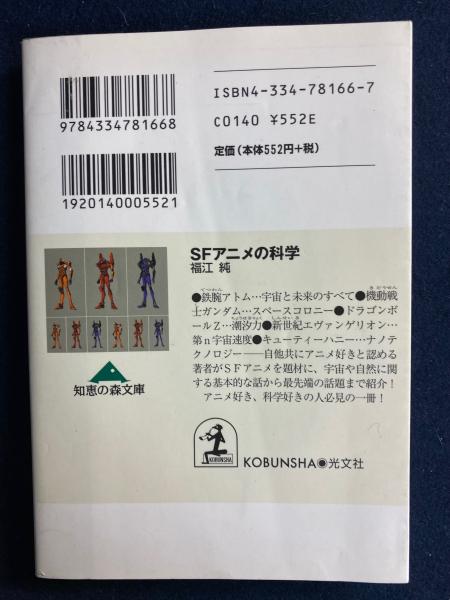 9784334781668
1920140005521
ISBN4-334-78166-7
C0140 ¥552E
定価(本体552円+税)
SFアニメの科学
福江 純
●鉄腕アトム…宇宙と未来のすべて●機動戦
士ガンダム…スペースコロニー●ドラゴンボ
ールZ…潮汐力●新世紀エヴァンゲリオン…
第n宇宙速度●キューティーハニー…ナノテ
クノロジー――自他共にアニメ好きと認める
著者がSFアニメを題材に、宇宙や自然に関
する基本的な話から最先端の話題まで紹介！
アニメ好き、科学好きの人必見の一冊！
知恵の森文庫
KOBUNSHA
KOBUNSHA◉光文社